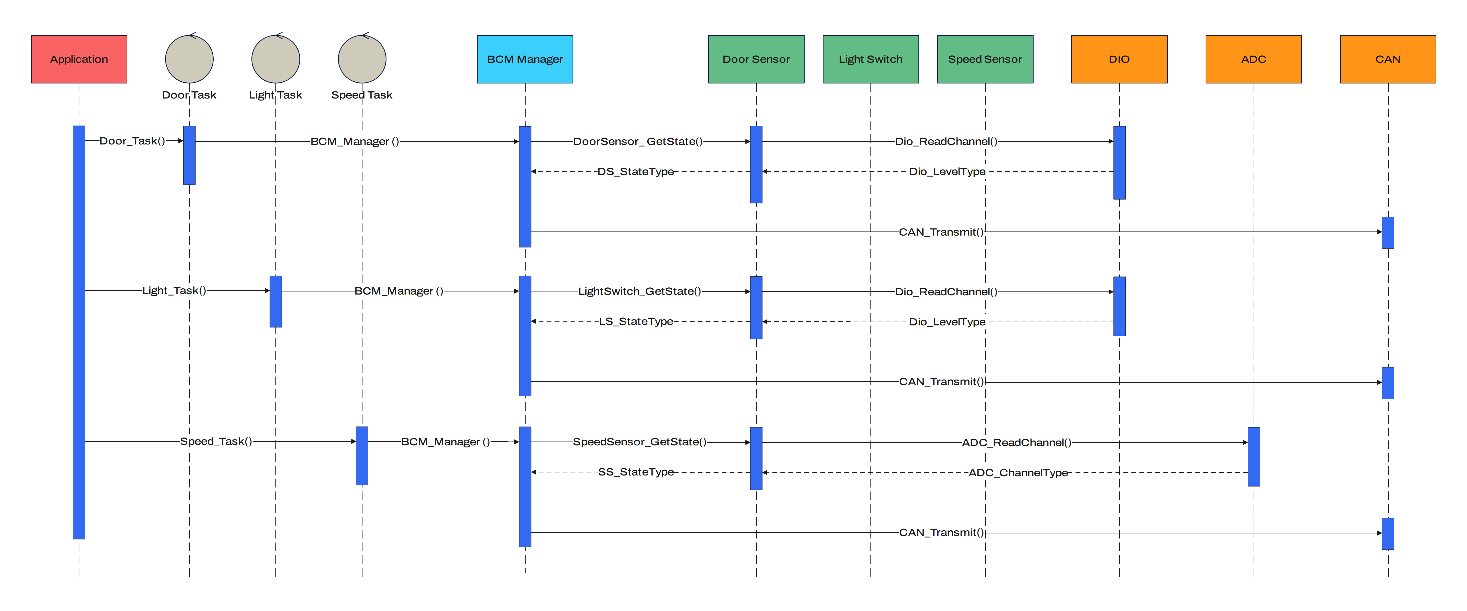 Application
Door Task
Light Task
Speed Task
BCM Manager
Door Sensor
Light Switch
Speed Sensor
DIO
ADC
CAN
Door_Task()
BCM_Manager ()
DoorSensor_GetState()
Dio_ReadChannel()
DS_StateType
Dio_LevelType
CAN_Transmit()
Light_Task()
BCM_Manager ()
LightSwitch_GetState()
Dio_ReadChannel()
LS_StateType
Dio_LevelType
CAN_Transmit()
Speed_Task()
BCM_Manager ()
SpeedSensor_GetState()
ADC_ReadChannel()
SS_StateType
ADC_ChannelType
CAN_Transmit()